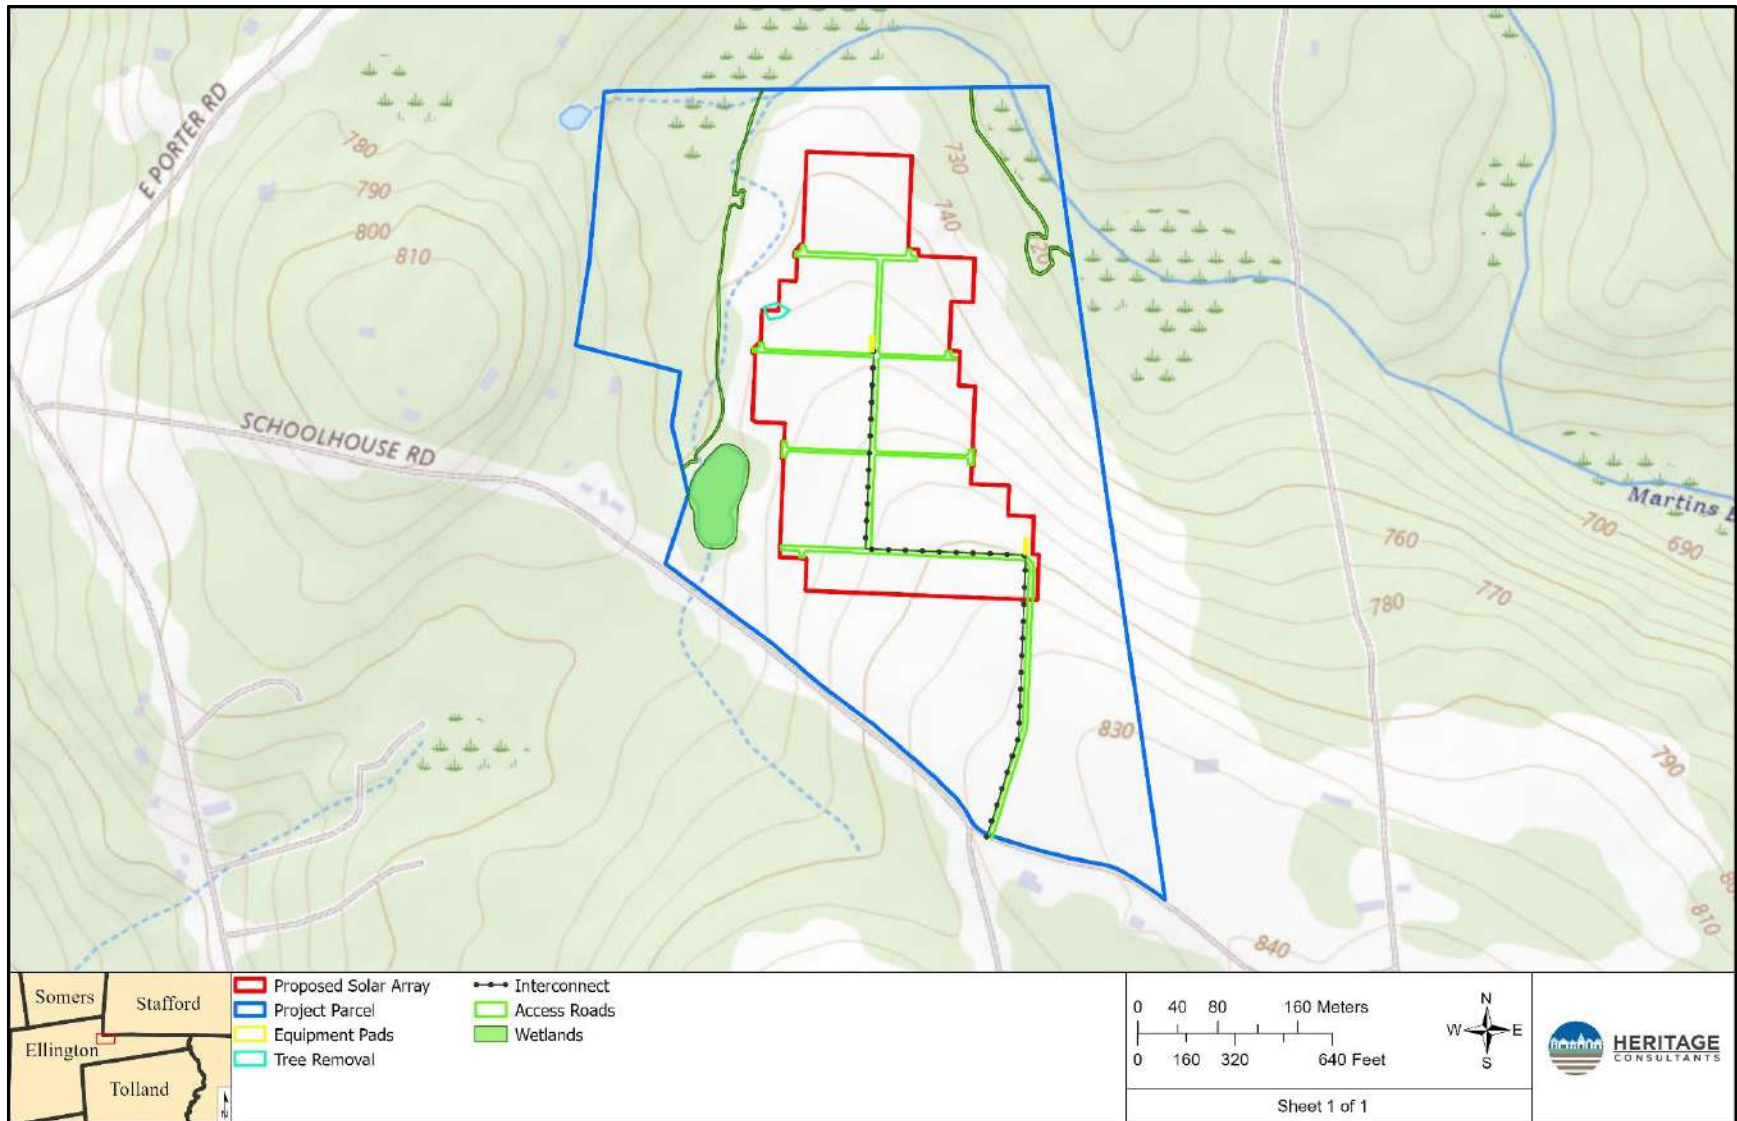 E PORTER RD
780
790
800
810
730
740
20
SCHOOLHOUSE RD
Martins
700
690
760
770
780
830
790
810
840
Somers
Stafford
Ellington
Tolland
N
Proposed Solar Array
Project Parcel
Equipment Pads
Tree Removal
Interconnect
Access Roads
Wetlands
0 40 80 160 Meters
0 160 320 640 Feet
N
W E
S
Sheet 1 of 1
HERITAGE
CONSULTANTS